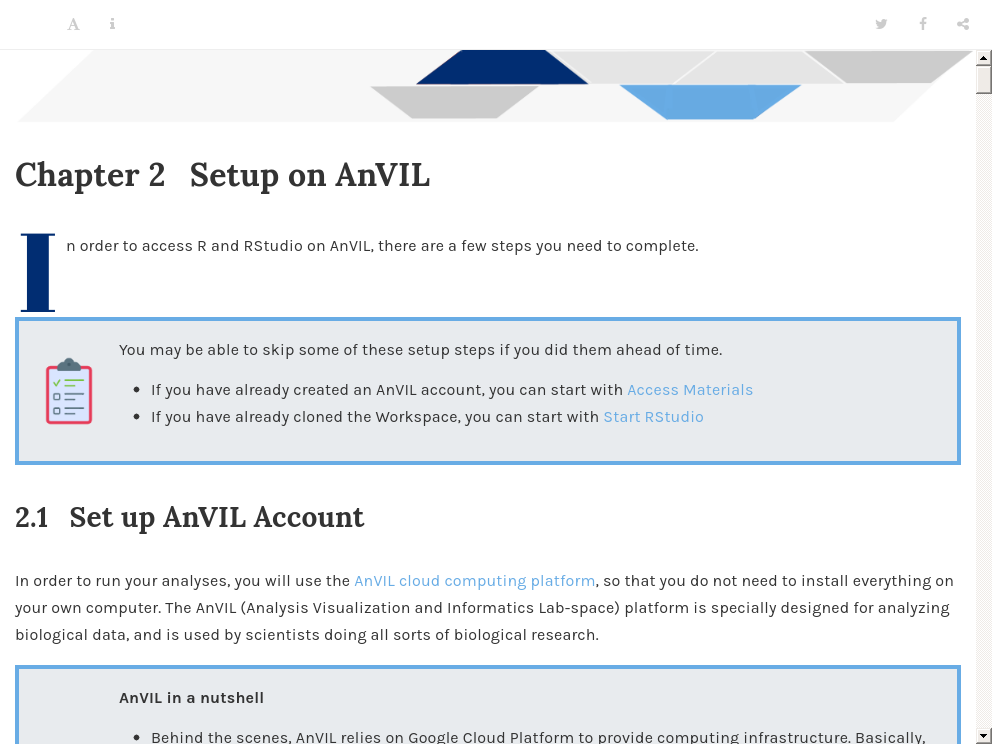 Chapter 2 Setup on AnVIL
In order to access R and RStudio on AnVIL, there are a few steps you need to complete.
You may be able to skip some of these setup steps if you did them ahead of time.
• If you have already created an AnVIL account, you can start with Access Materials
• If you have already cloned the Workspace, you can start with Start RStudio
2.1 Set up AnVIL Account
In order to run your analyses, you will use the AnVIL cloud computing platform, so that you do not need to install everything on
your own computer. The AnVIL (Analysis Visualization and Informatics Lab-space) platform is specially designed for analyzing
biological data, and is used by scientists doing all sorts of biological research.
AnVIL in a nutshell
• Behind the scenes, AnVIL relies on Google Cloud Platform to provide computing infrastructure. Basically,